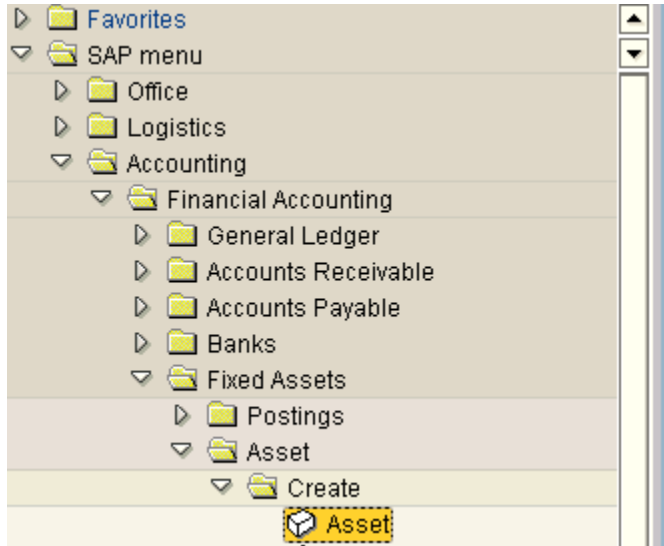 Favorites
SAP menu
Office
Logistics
Accounting
Financial Accounting
General Ledger
Accounts Receivable
Accounts Payable
Banks
Fixed Assets
Postings
Asset
Create
Asset